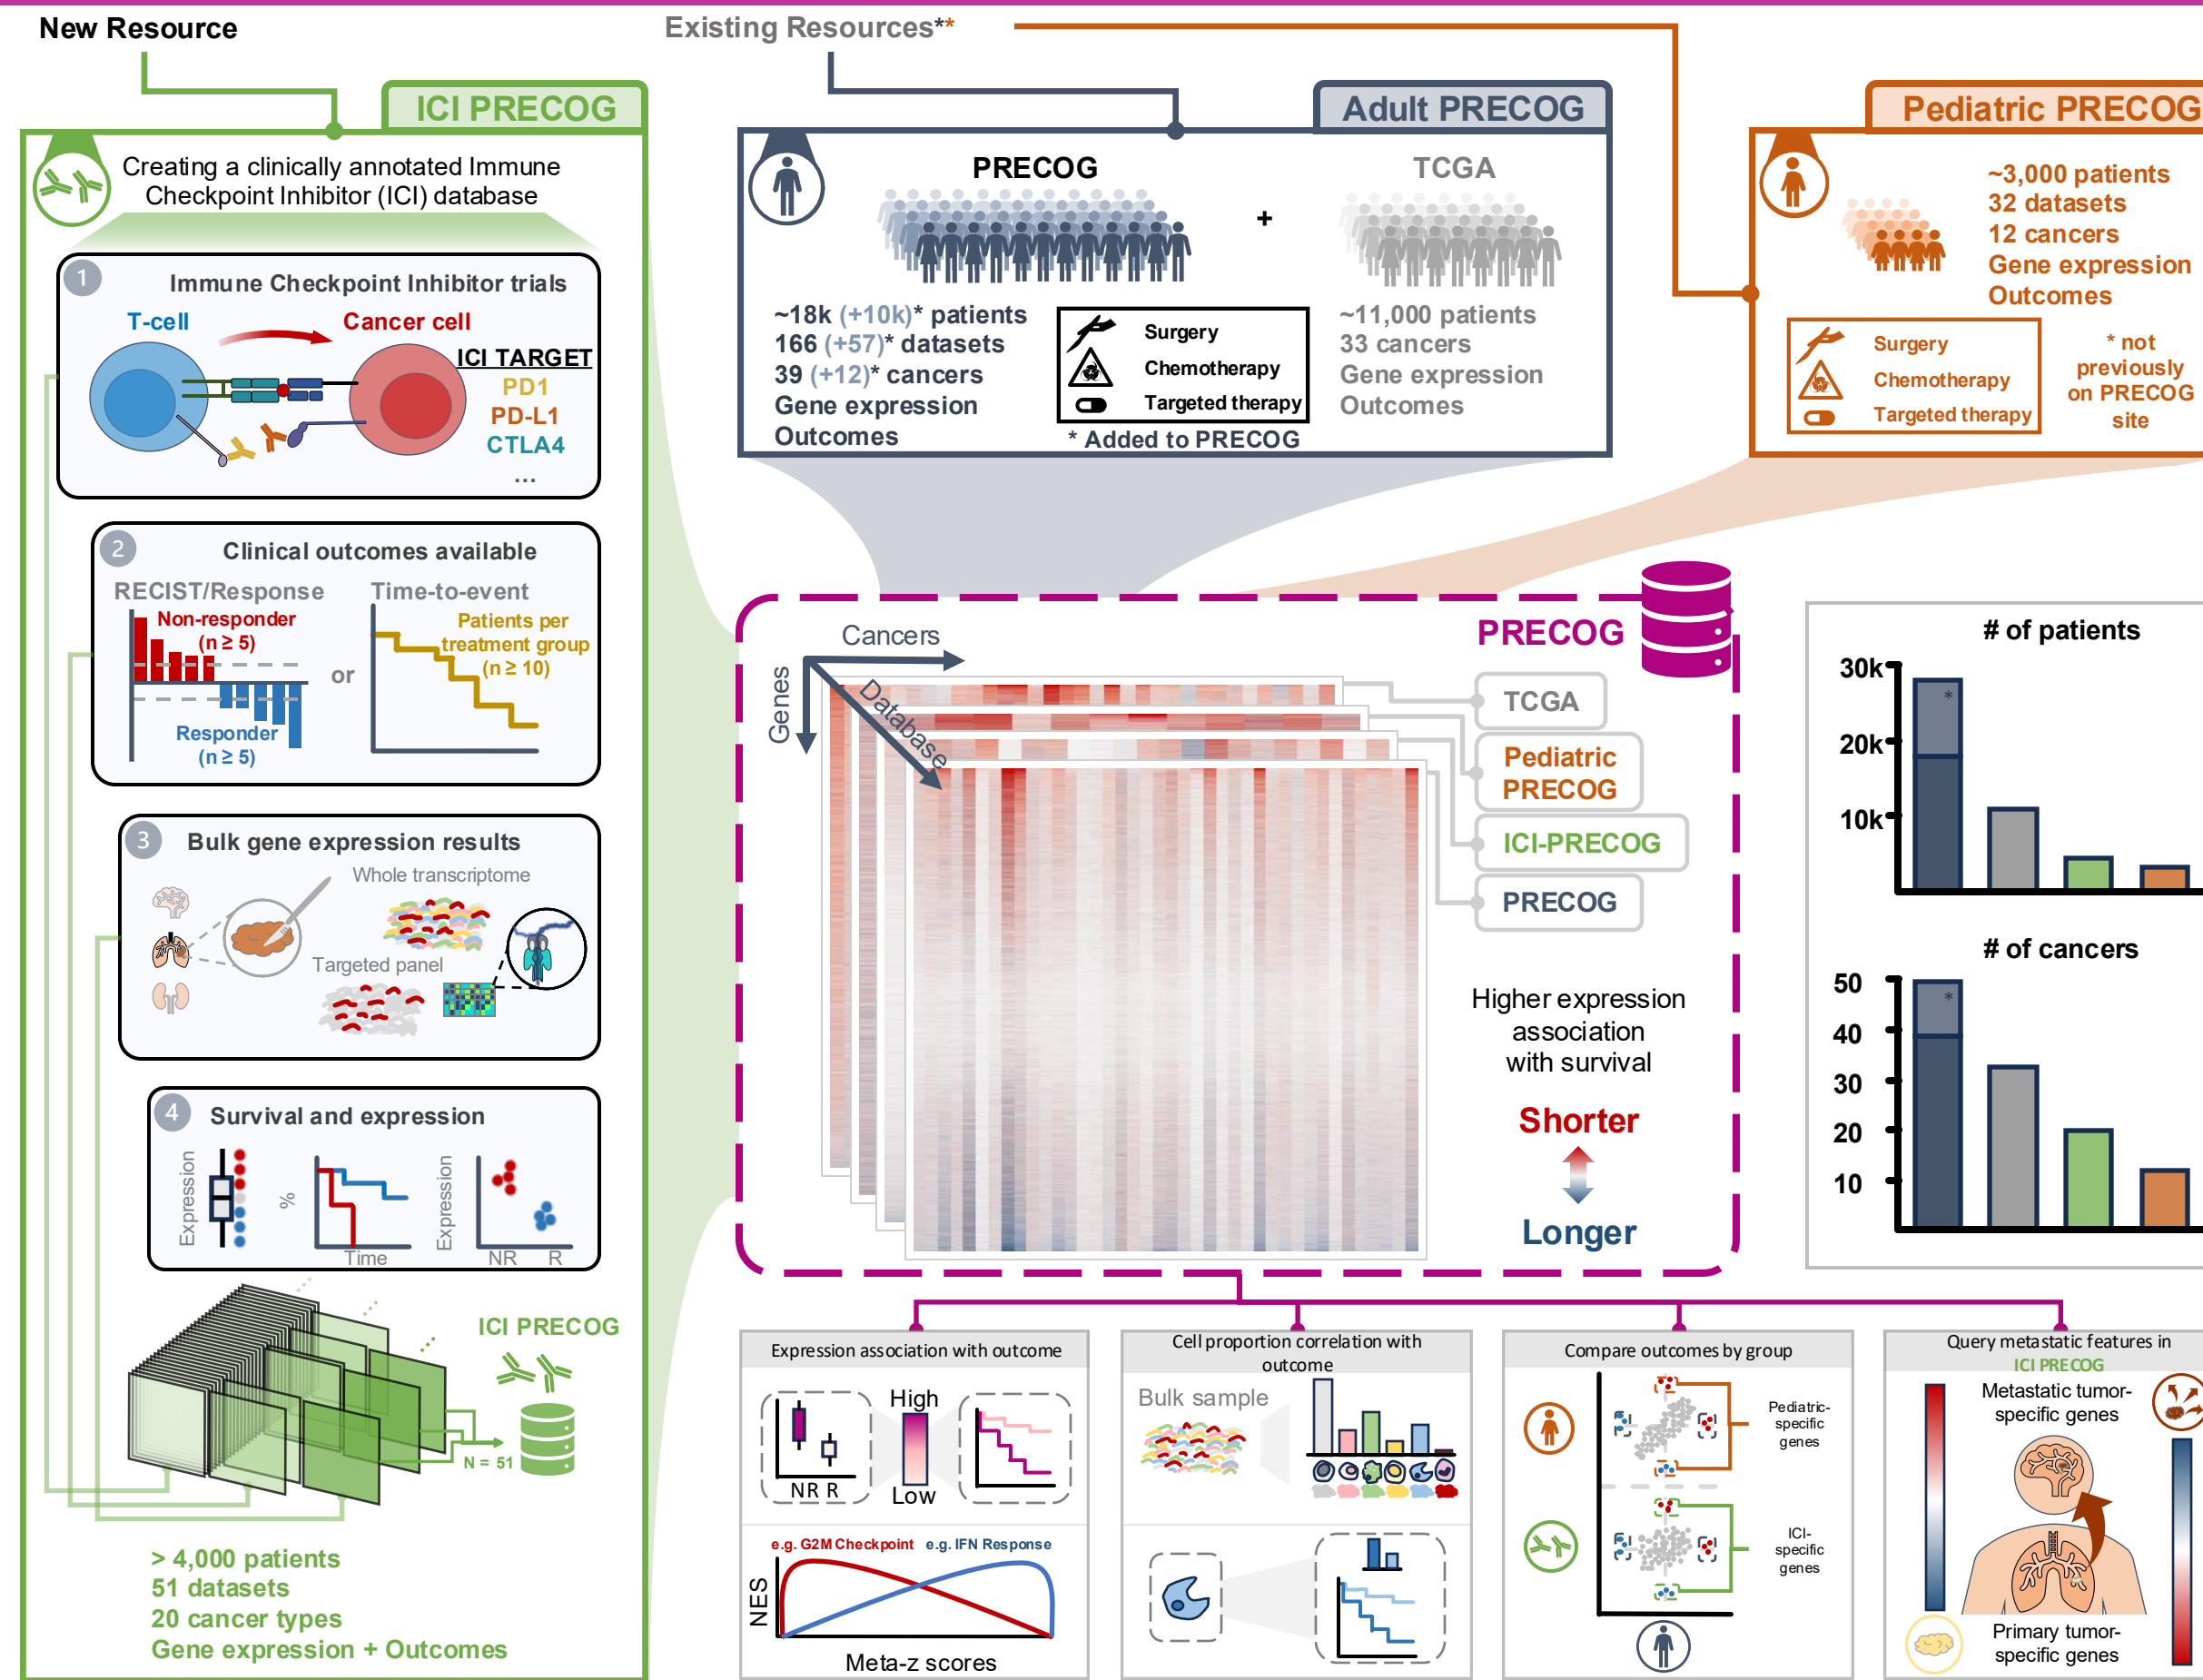 New Resource
Existing Resources**
ICI PRECOG
Creating a clinically annotated Immune
Checkpoint Inhibitor (ICI) database
1
Immune Checkpoint Inhibitor trials
T-cell
Cancer cell
ICI TARGET
PD1
PD-L1
CTLA4
...
2
Clinical outcomes available
RECIST/Response
Non-responder
(n ≥ 5)
Responder
(n ≥ 5)
or
Time-to-event
Patients per
treatment group
(n ≥ 10)
3
Bulk gene expression results
Whole transcriptome
Targeted panel
4
Survival and expression
Expression
%
Time
Expression
NR R
ICI PRECOG
N = 51
> 4,000 patients
51 datasets
20 cancer types
Gene expression + Outcomes
Adult PRECOG
PRECOG
+
TCGA
~18k (+10k)* patients
166 (+57)* datasets
39 (+12)* cancers
Gene expression
Outcomes
Surgery
Chemotherapy
Targeted therapy
* Added to PRECOG
~11,000 patients
33 cancers
Gene expression
Outcomes
Pediatric PRECOG
~3,000 patients
32 datasets
12 cancers
Gene expression
Outcomes
Surgery
Chemotherapy
Targeted therapy
* not
previously
on PRECOG
site
PRECOG
Cancers
Genes
Database
TCGA
Pediatric
PRECOG
ICI-PRECOG
PRECOG
Higher expression
association
with survival
Shorter
Longer
# of patients
30k
20k
10k
*
# of cancers
50
40
30
20
10
*
Expression association with outcome
NR R
High
Low
e.g. G2M Checkpoint e.g. IFN Response
NES
Meta-z scores
Cell proportion correlation with
outcome
Bulk sample
Compare outcomes by group
Pediatric-
specific
genes
ICI-
specific
genes
Query metastatic features in
ICI PRECOG
Metastatic tumor-
specific genes
Primary tumor-
specific genes